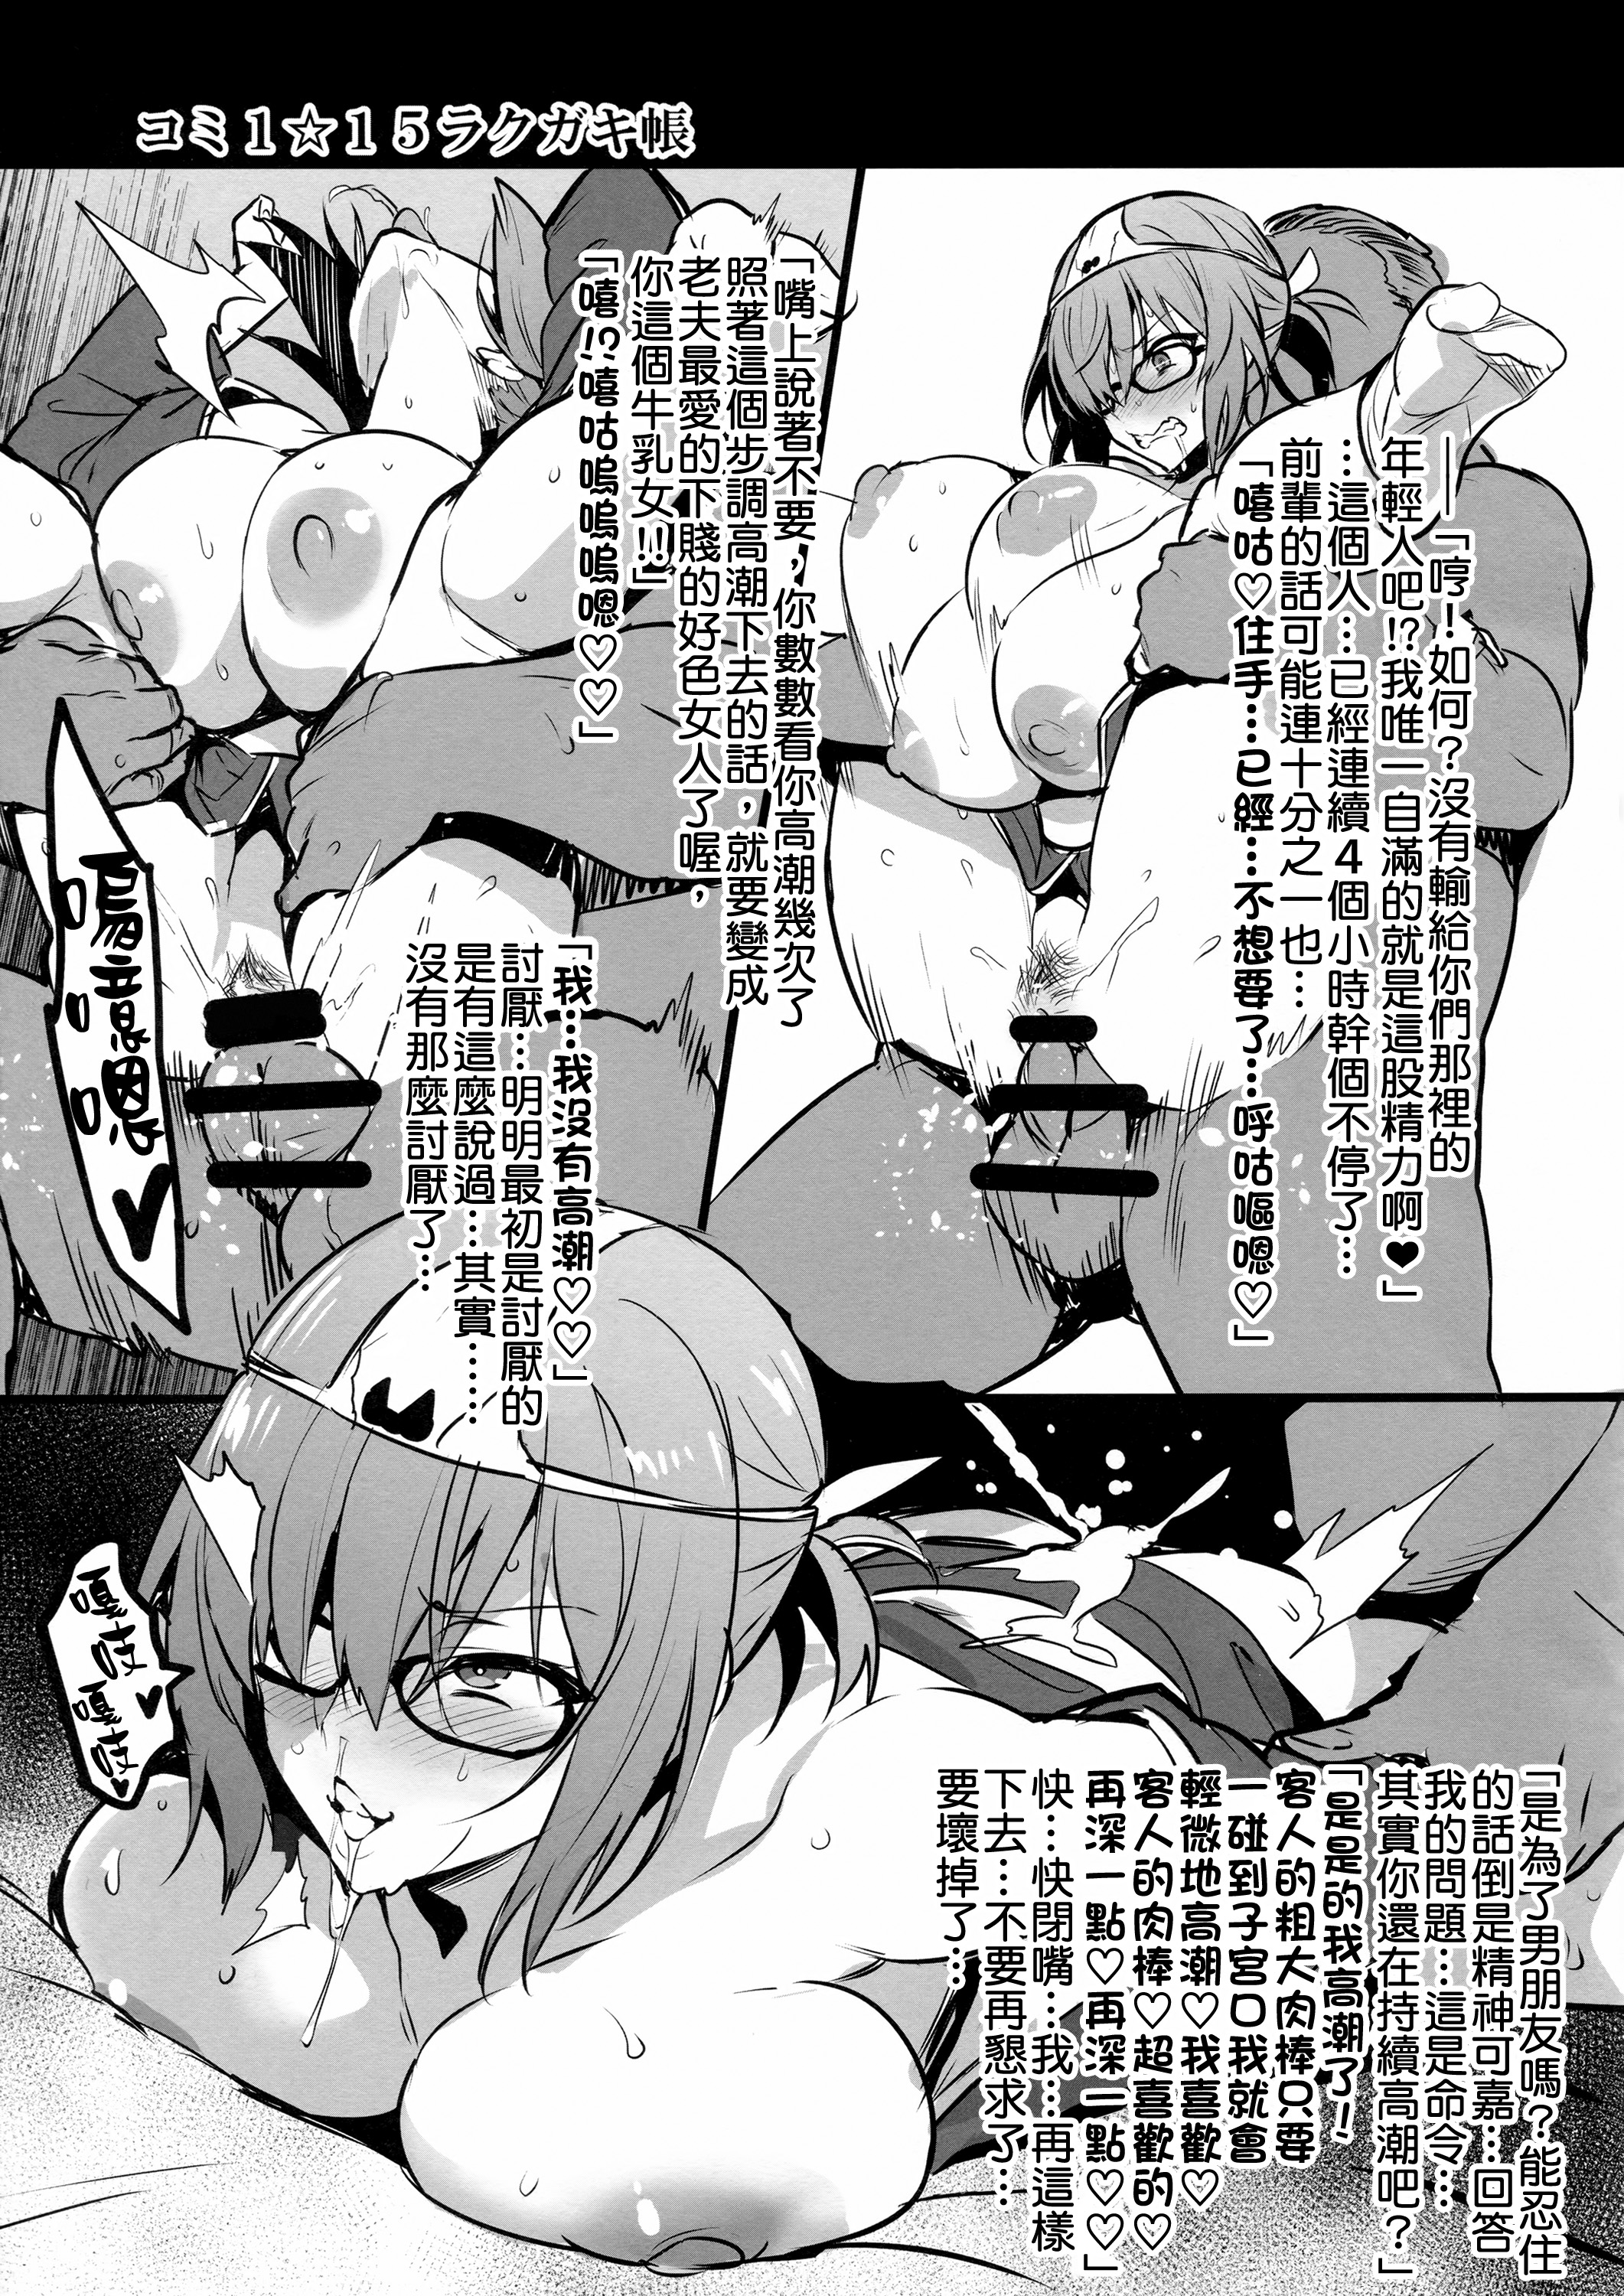 コミ1☆15ラクガキ帳
──「哼！如何？沒有輸給你們那裡的
年輕人吧⁉我唯一自滿的就是這股精力啊♥」
…這個人…已經連續4個小時幹個不停了…
前輩的話可能連十分之一也…
「嘻咕♡住手…已經…不想要了…呼咕嘔嗯♡」
「嘴上說著不要，你數數看你高潮幾次了
照著這個步調高潮下去的話，就要變成
老夫最愛的下賤的好色女人了喔，
你這個牛乳女‼」
「嘻⁉嘻咕嗚嗚嗚嗯♡♡」
「我…我沒有高潮♡♡」
討厭…明明最初是討厭的
是有這麼說過…其實……
沒有那麼討厭了…
「是為了男朋友嗎？能忍住
的話倒是精神可嘉…回答
我的問題…這是命令…
其實你還在持續高潮吧？」
「是是的我高潮了！
客人的粗大肉棒只要
一碰到子宮口我就會
輕微地高潮♡我喜歡♡
客人的肉棒♡超喜歡的♡
再深一點♡再深一點♡♡」
快…快閉嘴…我…再這樣
下去…不要再懇求了…
要壞掉了…